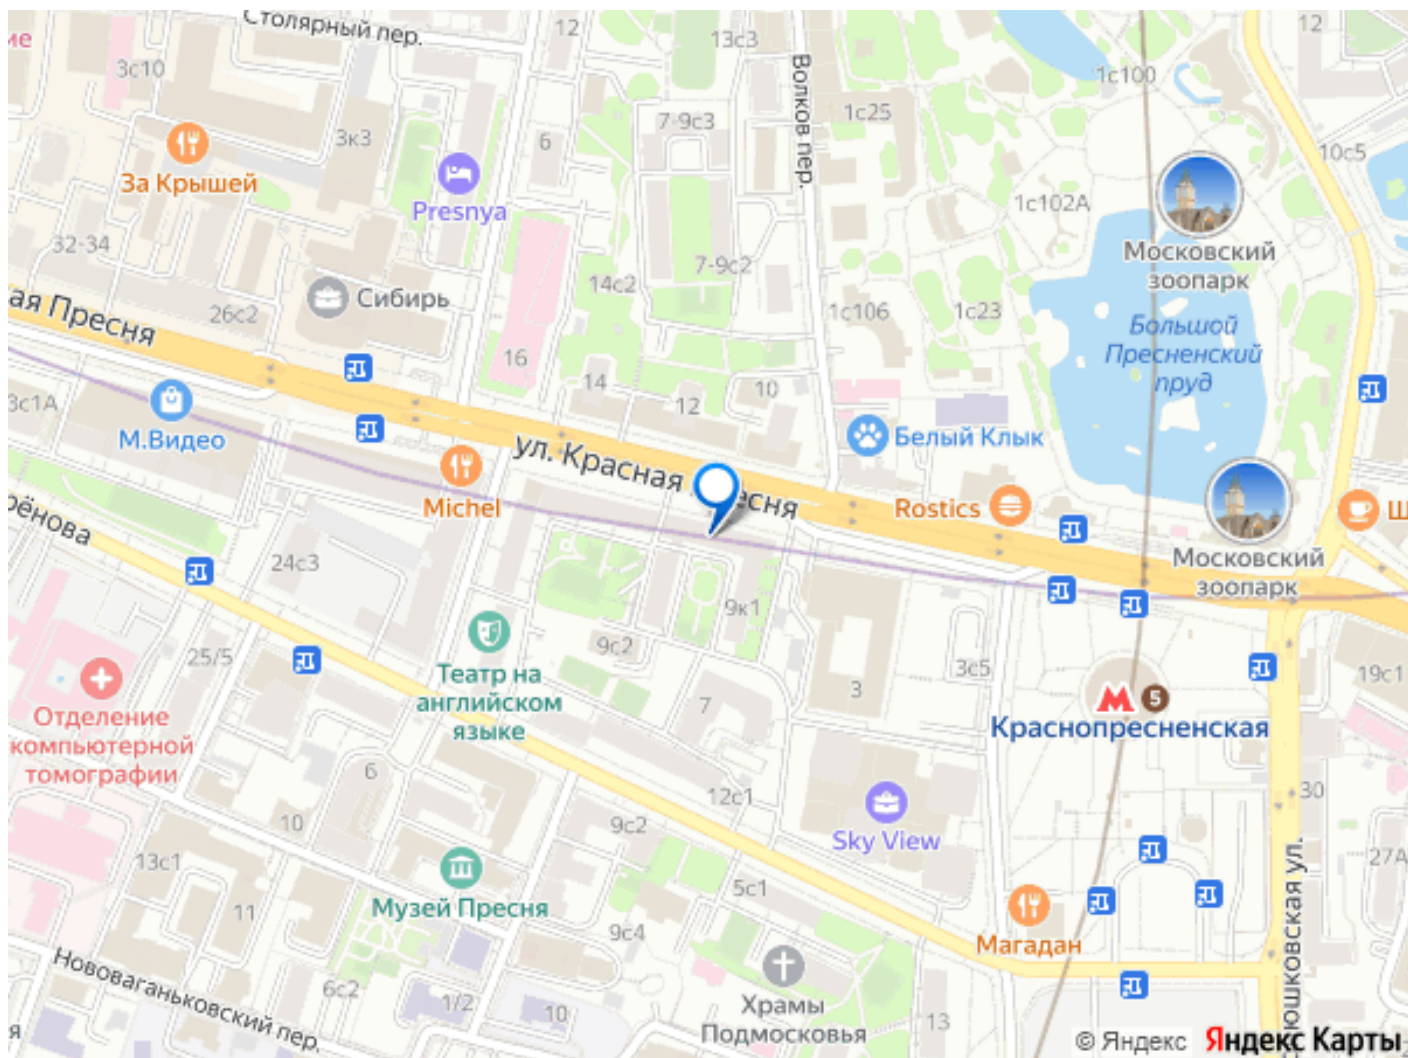 Столярный пер.
12
13с3
Волков пер.
1с100
12
3с10
1с25
10с5
7-9с3
3к3
6
За Крышей
Presnya
1с102А
32-34
7-9с2
Московский
зоопарк
14с2
Сибирь
26с2
1с106
1с23
Большой
Пресненский
пруд
ая Пресня
16
14
12
10
3с1А
М.Видео
Белый Клык
ул. Красная
Michel
Rostics
Московский
зоопарк
24с3
9к1
9с2
25/5
Театр на
английском
языке
7
3
3с5
19с1
5
Краснопресненская
Отделение
компьютерной
томографии
6
12с1
Sky View
30
10
9с2
27А
13с1
5с1
Музей Пресня
11
9с4
Магадан
Нововаганьковский пер.
6с2
1/2
10
Храмы
Подмосковья
13
© Яндекс
Яндекс Карты